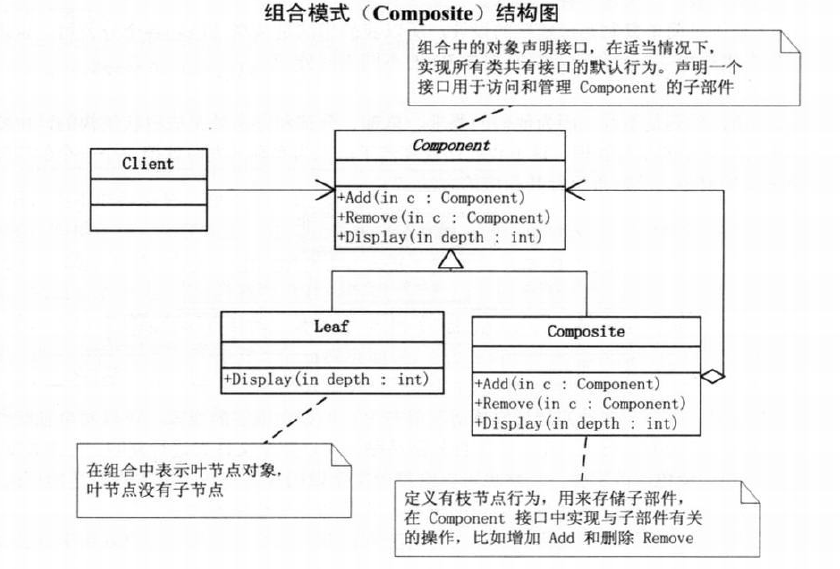 组合模式（Composite）结构图
组合中的对象声明接口，在适当情况下，
实现所有类共有接口的默认行为。声明一个
接口用于访问和管理 Component 的子部件
Client
Component
+Add(in c : Component)
+Remove(in c : Component)
+Display(in depth : int)
Leaf
+Display(in depth : int)
Composite
+Add(in c : Component)
+Remove(in c : Component)
+Display(in depth : int)
在组合中表示叶节点对象，
叶节点没有子节点
定义有枝节点行为，用来存储子部件，
在 Component 接口中实现与子部件有关
的操作，比如增加 Add 和删除 Remove